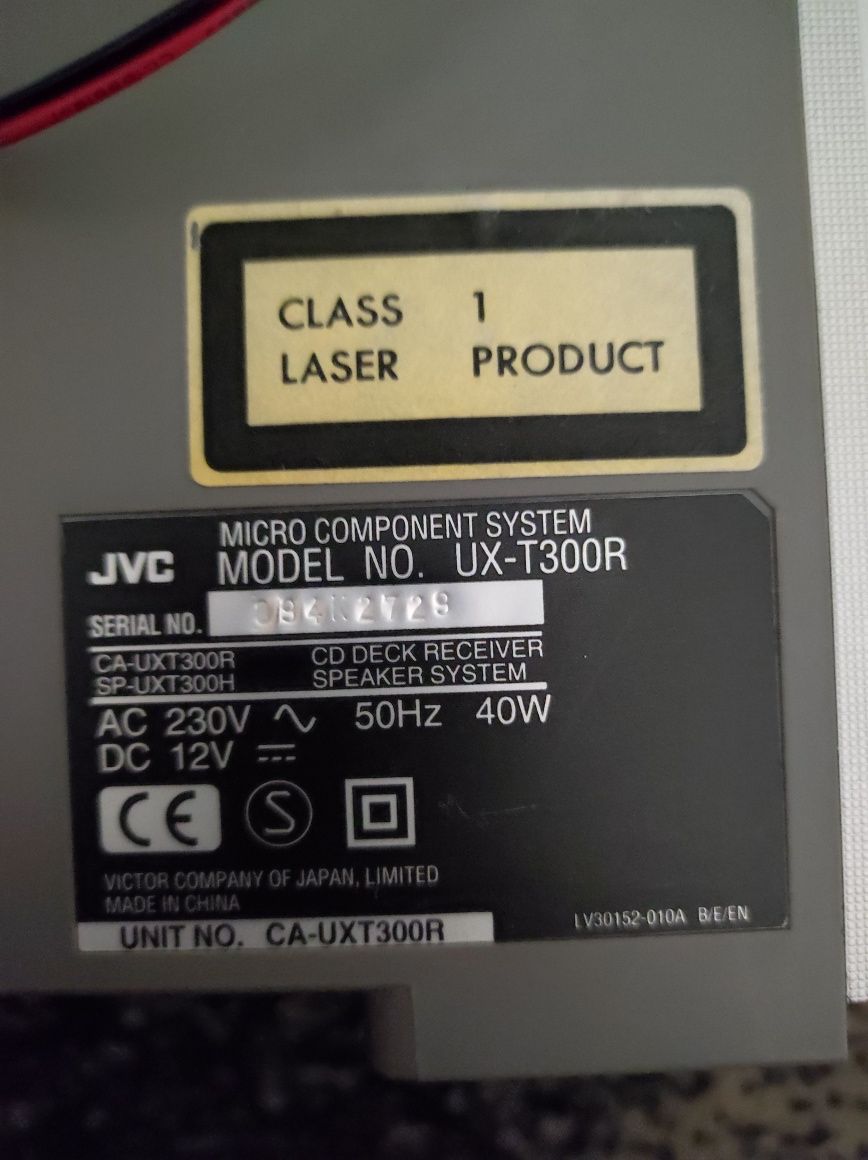 CLASS 1
LASER PRODUCT
MICRO COMPONENT SYSTEM
JVC MODEL NO. UX-T300R
SERIAL NO.
CA-UXT300R CD DECK RECEIVER
SP-UXT300H SPEAKER SYSTEM
AC 230V ∿ 50Hz 40W
DC 12V ⎓
CE S
VICTOR COMPANY OF JAPAN, LIMITED
MADE IN CHINA
LV30152-010A B/E/EN
UNIT NO. CA-UXT300R